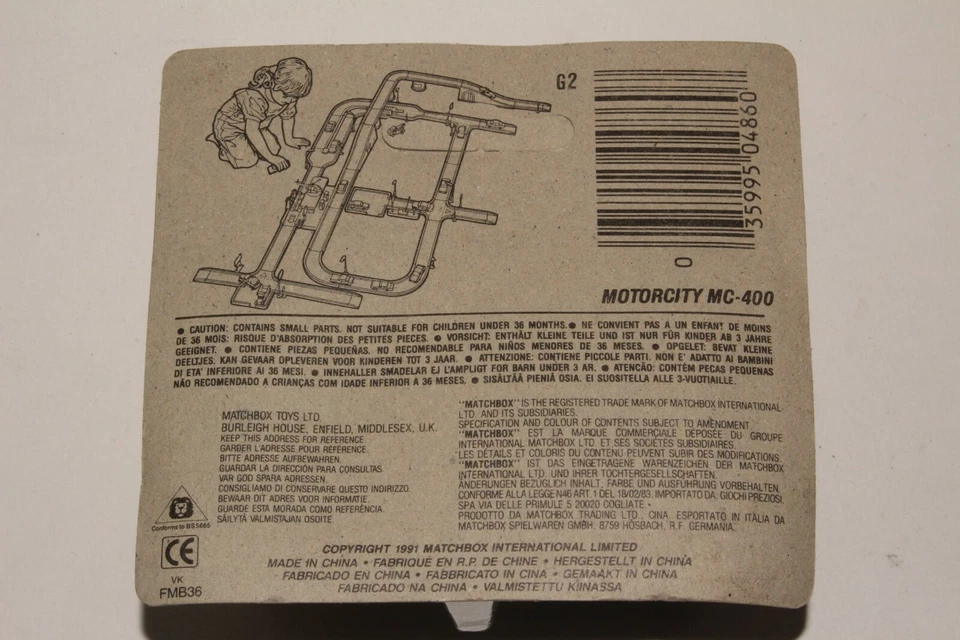 G2
0 35995 04860
MOTORCITY MC-400
● CAUTION: CONTAINS SMALL PARTS. NOT SUITABLE FOR CHILDREN UNDER 36 MONTHS. ● NE CONVIENT PAS A UN ENFANT DE MOINS
DE 36 MOIS: RISQUE D'ABSORPTION DES PETITES PIECES. ● VORSICHT: ENTHÄLT KLEINE TEILE UND IST NUR FÜR KINDER AB 3 JAHRE
GEEIGNET. ● CONTIENE PIEZAS PEQUEÑAS. NO RECOMENDABLE PARA NIÑOS MENORES DE 36 MESES. ● OPGELET: BEVAT KLEINE
DEELTJES. KAN GEVAAR OPLEVEREN VOOR KINDEREN TOT 3 JAAR. ● ATTENZIONE: CONTIENE PICCOLE PARTI. NON E' ADATTO AI BAMBINI
DI ETA' INFERIORE AI 36 MESI. ● INNEHALLER SMADELAR EJ LAMPLIGT FOR BARN UNDER 3 AR. ● ATENCÃO: CONTÉM PEÇAS PEQUENAS
NÃO RECOMENDADO A CRIANÇAS COM IDADE INFERIOR A 36 MESES. ● SISÄLTÄÄ PIENIÄ OSIA. EI SUOSITELLA ALLE 3-VUOTIAILLE.
MATCHBOX TOYS LTD
BURLEIGH HOUSE, ENFIELD, MIDDLESEX, U.K.
KEEP THIS ADDRESS FOR REFERENCE.
GARDER L'ADRESSE POUR RÉFÉRENCE.
BITTE ADRESSE AUFBEWAHREN.
GUARDAR LA DIRECCIÓN PARA CONSULTAS
VAR GOD SPARA ADRESSEN.
CONSIGLIAMO DI CONSERVARE QUESTO INDIRIZZO.
BEWAAR DIT ADRES VOOR INFORMATIE.
GUARDE ESTA MORADA COMO REFERÊNCIA.
SÄILYTÄ VALMISTAJAN OSOITE.
"MATCHBOX" IS THE REGISTERED TRADE MARK OF MATCHBOX INTERNATIONAL
LTD. AND ITS SUBSIDIARIES.
SPECIFICATION AND COLOUR OF CONTENTS SUBJECT TO AMENDMENT
"MATCHBOX" EST LA MARQUE COMMERCIALE DEPOSÉE DU GROUPE
INTERNATIONAL MATCHBOX LTD. ET SES SOCIÉTÉS SUBSIDIAIRES.
LES DÉTAILS ET COLORIS DU CONTENU PEUVENT SUBIR DES MODIFICATIONS.
"MATCHBOX" IST DAS EINGETRAGENE WARENZEICHEN DER MATCHBOX
INTERNATIONAL LTD. UND IHRER TOCHTERGESELLSCHAFTEN.
ÄNDERUNGEN BEZÜGLICH INHALT, FARBE UND AUSFÜHRUNG VORBEHALTEN.
CONFORME ALLA LEGGE N46 ART. 1 DEL 18/02/83. IMPORTATO DA: GIOCHI PREZIOSI
SPA VIA DELLE PRIMULE 5 20020 COGLIATE •
PRODOTTO DA MATCHBOX TRADING LTD., CINA. ESPORTATO IN ITALIA DA
MATCHBOX SPIELWAREN GMBH, 8759 HÖSBACH, R.F. GERMANIA.
Conforms to BS5665
CE
VK
FMB36
COPYRIGHT 1991 MATCHBOX INTERNATIONAL LIMITED
MADE IN CHINA • FABRIQUÉ EN R.P. DE CHINE • HERGESTELLT IN CHINA
FABRICADO EN CHINA • FABBRICATO IN CINA • GEMAAKT IN CHINA
FABRICADO NA CHINA • VALMISTETTU KIINASSA